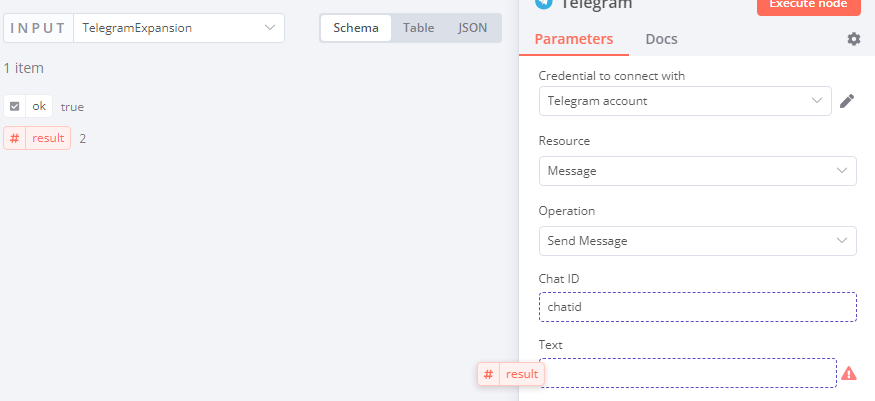 Telegram
Execute node
INPUT TelegramExpansion
Schema Table JSON
Parameters Docs
1 item
ok true
# result 2
Credential to connect with
Telegram account
Resource
Message
Operation
Send Message
Chat ID
chatid
Text
# result